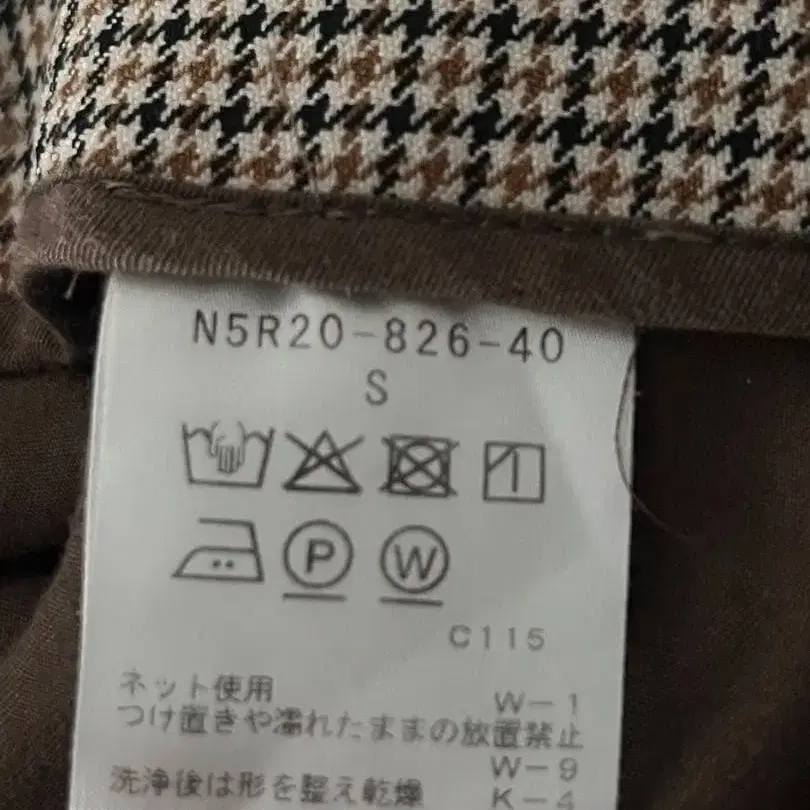 N5R20-826-40
S
P W
C115
ネット使用
W-1
つけ置きや濡れたままの放置禁止
W-9
洗浄後は形を整え乾燥
K-4